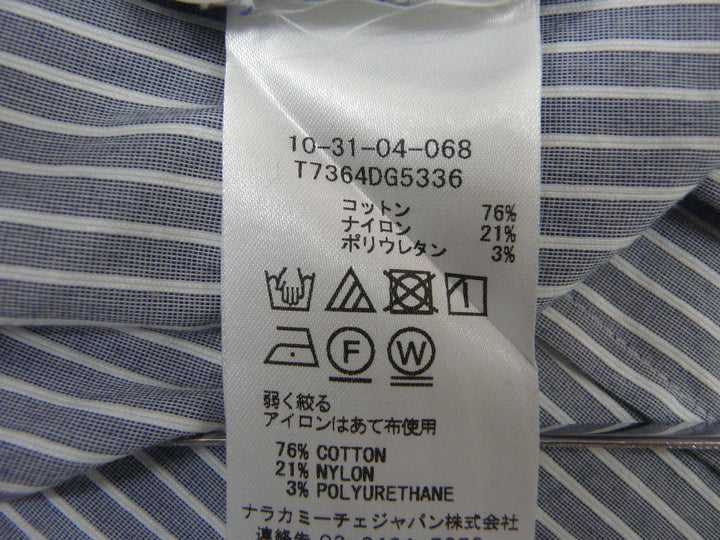 10-31-04-068
T7364DG5336
コットン 76%
ナイロン 21%
ポリウレタン 3%
F W
弱く絞る
アイロンはあて布使用
76% COTTON
21% NYLON
3% POLYURETHANE
ナラカミーチェジャパン株式会社
連絡先